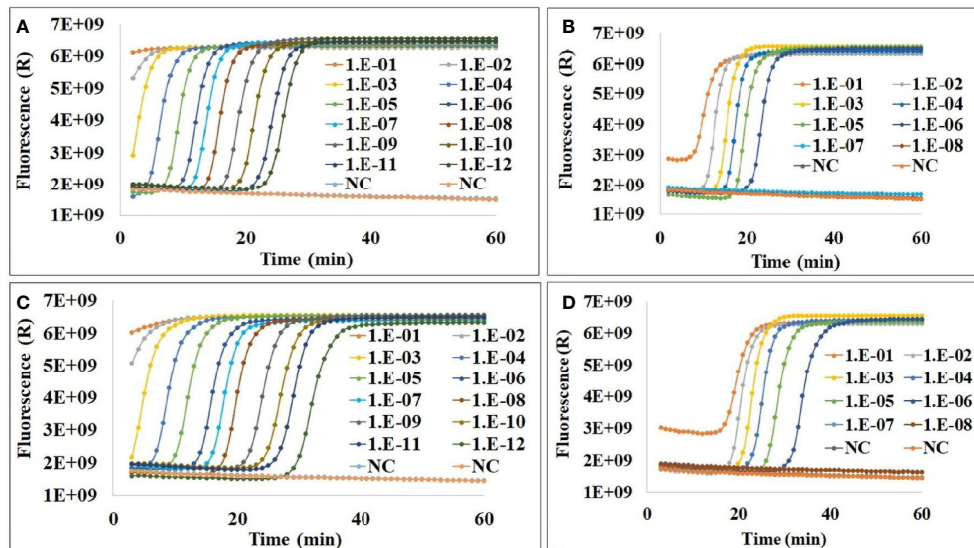 A
7E+09
6E+09
5E+09
4E+09
3E+09
2E+09
1E+09
Fluorescence (R)
1.E-01 1.E-02
1.E-03 1.E-04
1.E-05 1.E-06
1.E-07 1.E-08
1.E-09 1.E-10
1.E-11 1.E-12
NC NC
0 20 40 60
Time (min)
B
7E+09
6E+09
5E+09
4E+09
3E+09
2E+09
1E+09
Fluorescence (R)
1.E-01 1.E-02
1.E-03 1.E-04
1.E-05 1.E-06
1.E-07 1.E-08
NC NC
0 20 40 60
Time (min)
C
7E+09
6E+09
5E+09
4E+09
3E+09
2E+09
1E+09
Fluorescence (R)
1.E-01 1.E-02
1.E-03 1.E-04
1.E-05 1.E-06
1.E-07 1.E-08
1.E-09 1.E-10
1.E-11 1.E-12
NC NC
0 20 40 60
Time (min)
D
7E+09
6E+09
5E+09
4E+09
3E+09
2E+09
1E+09
Fluorescence (R)
1.E-01 1.E-02
1.E-03 1.E-04
1.E-05 1.E-06
1.E-07 1.E-08
NC NC
0 20 40 60
Time (min)